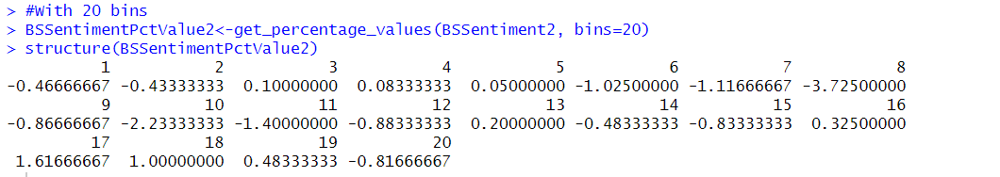 > #With 20 bins
> BSSentimentPctValue2<-get_percentage_values(BSSentiment2, bins=20)
> structure(BSSentimentPctValue2)
1 2 3 4 5 6 7 8
-0.46666667 -0.43333333 0.10000000 0.08333333 0.05000000 -1.02500000 -1.11666667 -3.72500000
9 10 11 12 13 14 15 16
-0.86666667 -2.23333333 -1.40000000 -0.88333333 0.20000000 -0.48333333 -0.83333333 0.32500000
17 18 19 20
1.61666667 1.00000000 0.48333333 -0.81666667